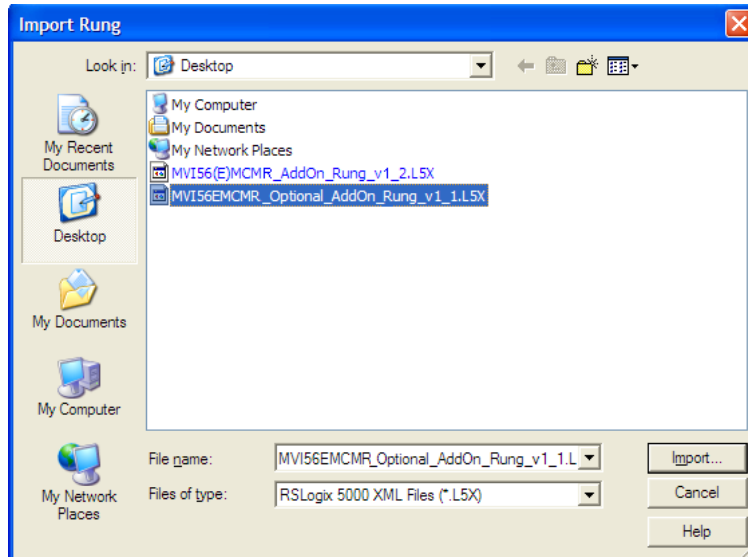 Import Rung
Look in:
Desktop
My Recent
Documents
Desktop
My Documents
My Computer
My Network
Places
My Computer
My Documents
My Network Places
MVI56(E)MCMR_AddOn_Rung_v1_2.L5X
MVI56EMCMR_Optional_AddOn_Rung_v1_1.L5X
File name:
MVI56EMCMR_Optional_AddOn_Rung_v1_1.L
Import...
Files of type:
RSLogix 5000 XML Files (*.L5X)
Cancel
Help